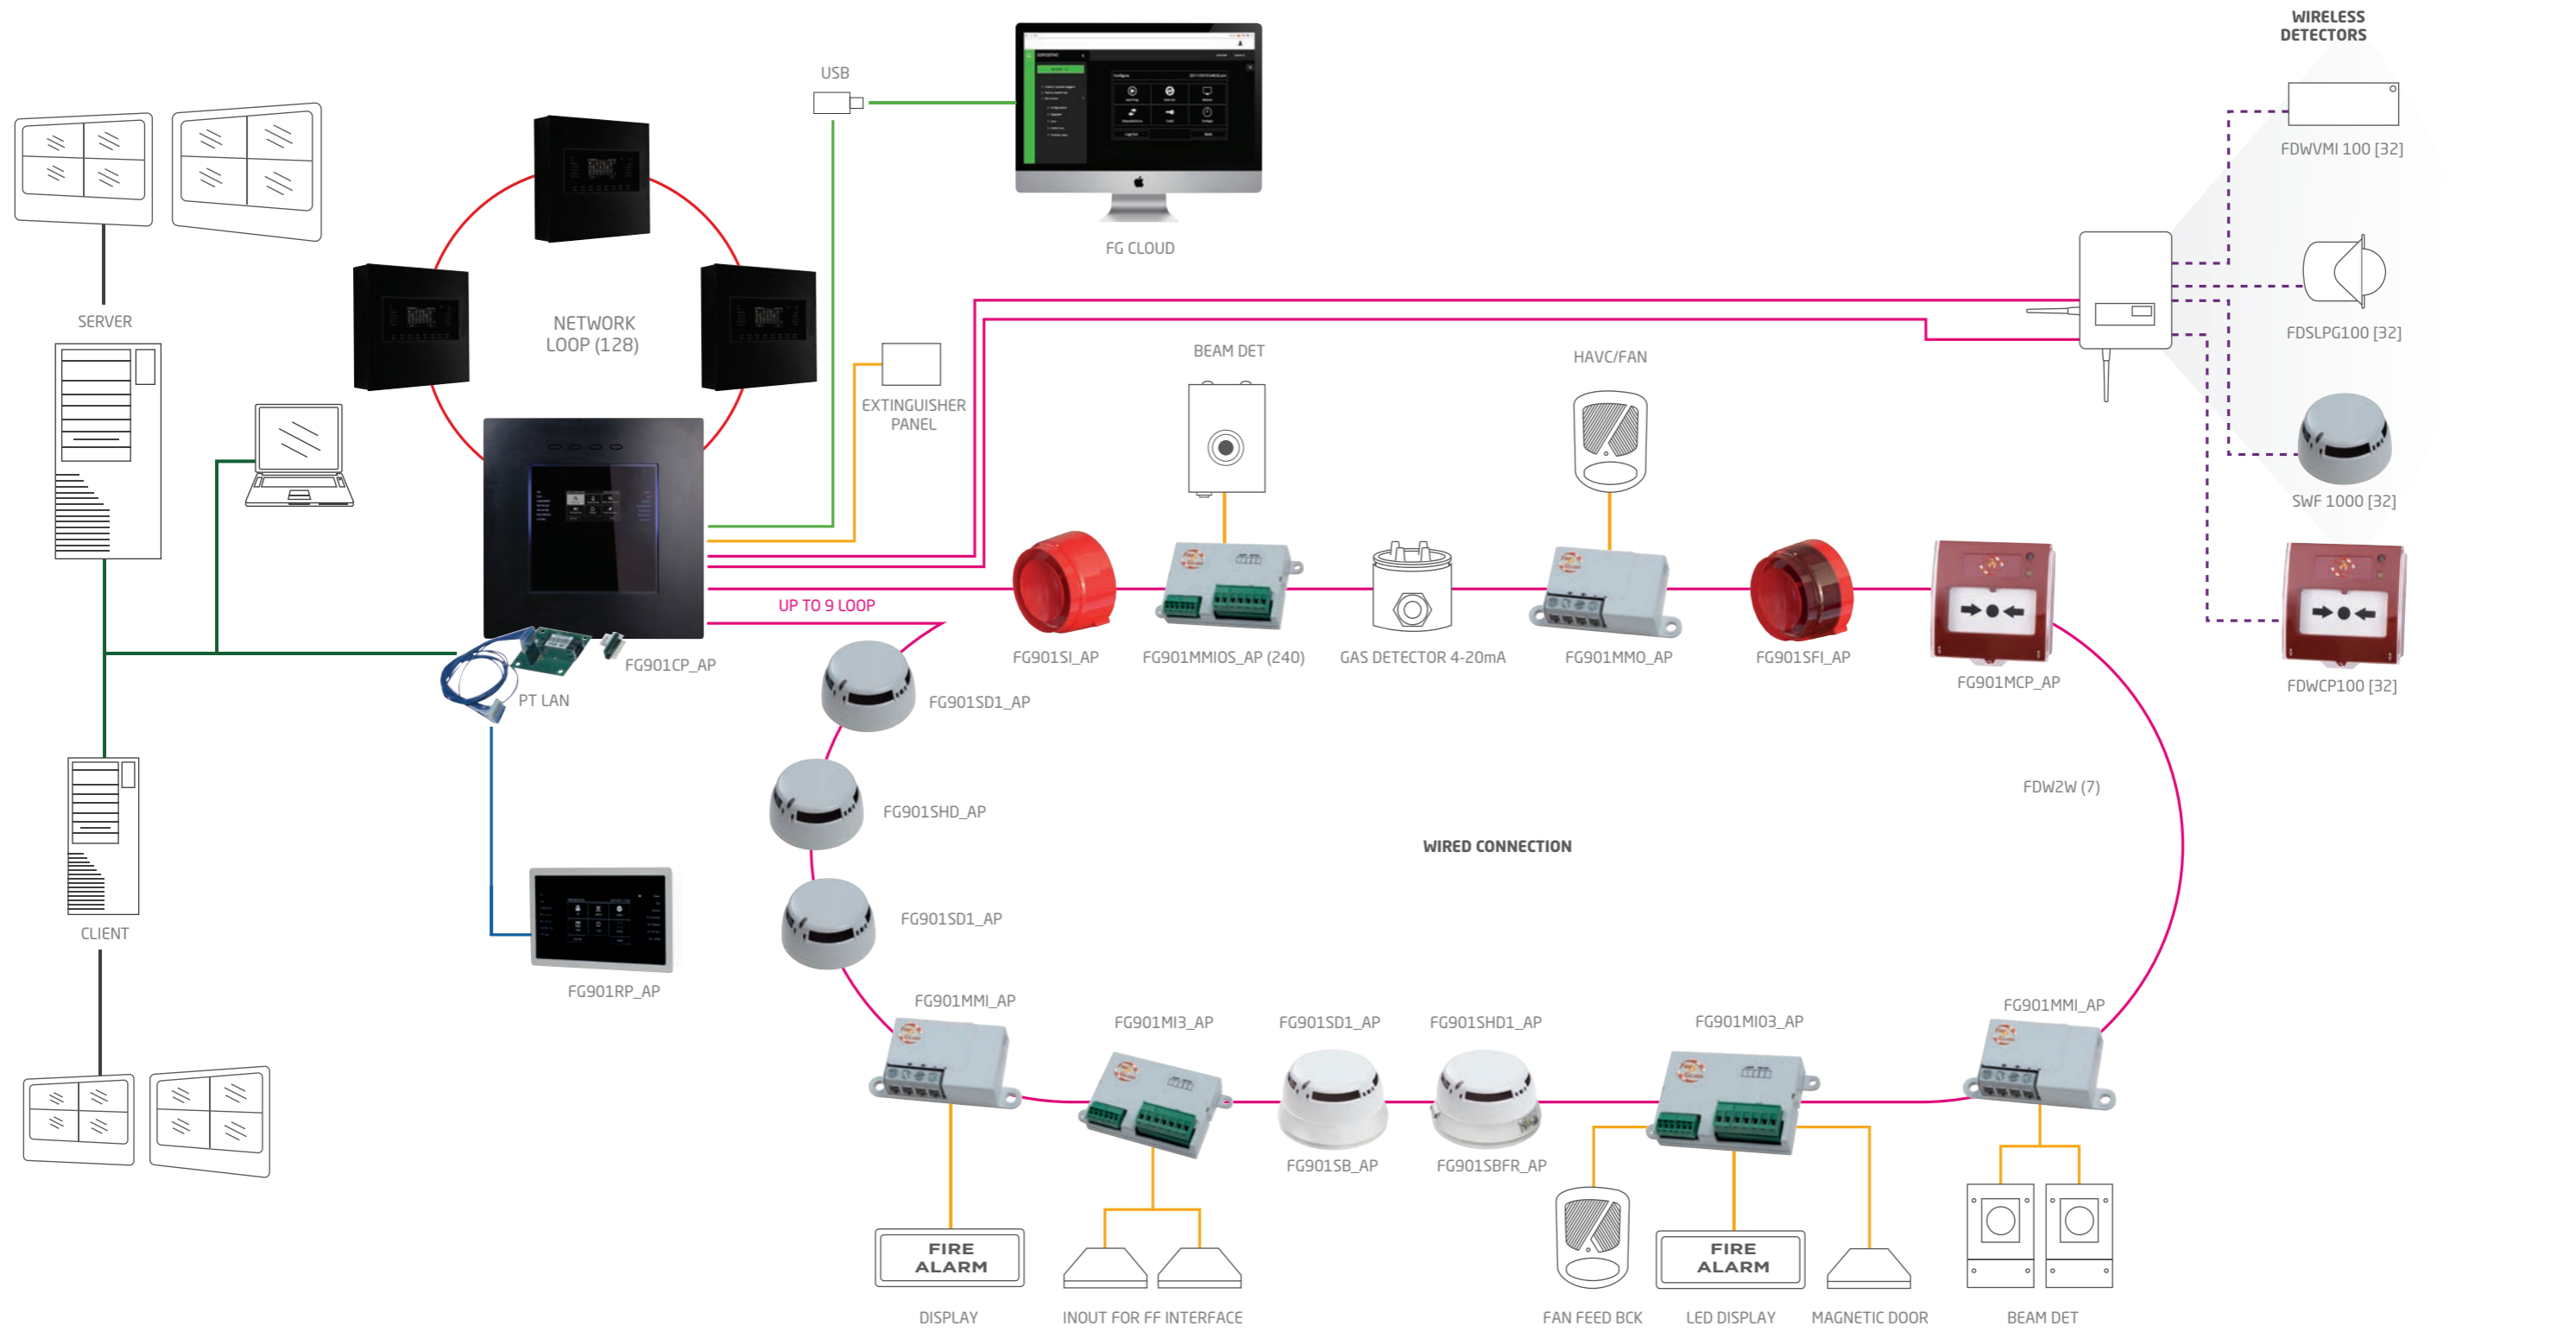 WIRELESS
DETECTORS
USB
FDWVMI 100 [32]
FG CLOUD
SERVER
NETWORK
LOOP (128)
FDSLPG100 [32]
BEAM DET
HAVC/FAN
EXTINGUISHER
PANEL
SWF 1000 [32]
UP TO 9 LOOP
FG901CP_AP
FG901SI_AP
FG901MMIOS_AP (240)
GAS DETECTOR 4-20mA
FG901MMO_AP
FG901SFI_AP
FG901MCP_AP
FDWCP100 [32]
PT LAN
FG901SD1_AP
FDW2W (7)
FG901SHD_AP
WIRED CONNECTION
FG901SD1_AP
CLIENT
FG901RP_AP
FG901MMI_AP
FG901MI3_AP
FG901SD1_AP
FG901SHD1_AP
FG901MI03_AP
FG901MMI_AP
FG901SB_AP
FG901SBFR_AP
FIRE
ALARM
FIRE
ALARM
DISPLAY
INOUT FOR FF INTERFACE
FAN FEED BCK
LED DISPLAY
MAGNETIC DOOR
BEAM DET